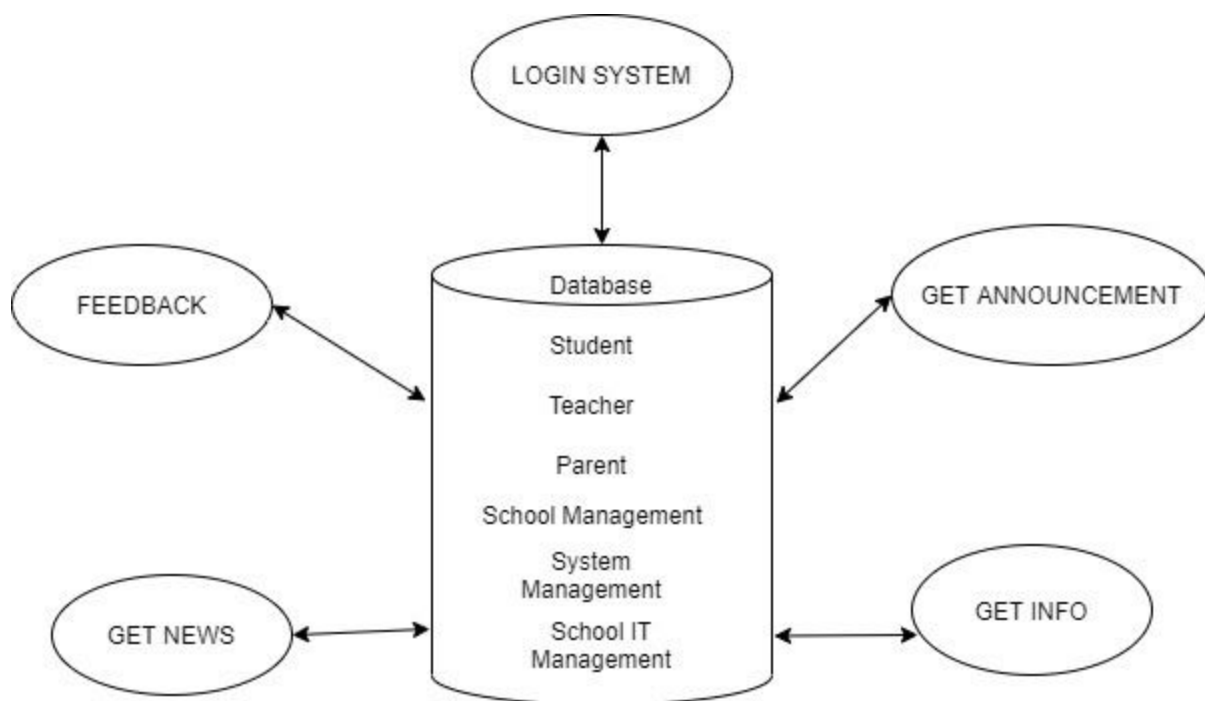 LOGIN SYSTEM
FEEDBACK
Database
GET ANNOUNCEMENT
Student
Teacher
Parent
School Management
System
Management
GET NEWS
School IT
Management
GET INFO